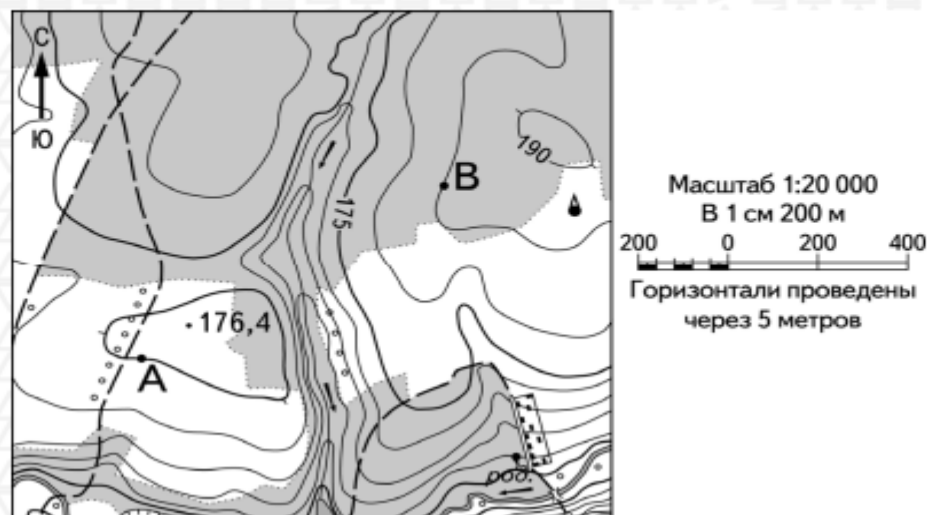 С
Ю
190
В
175
176,4
А
род.
Масштаб 1:20 000
В 1 см 200 м
200 0 200 400
Горизонтали проведены
через 5 метров